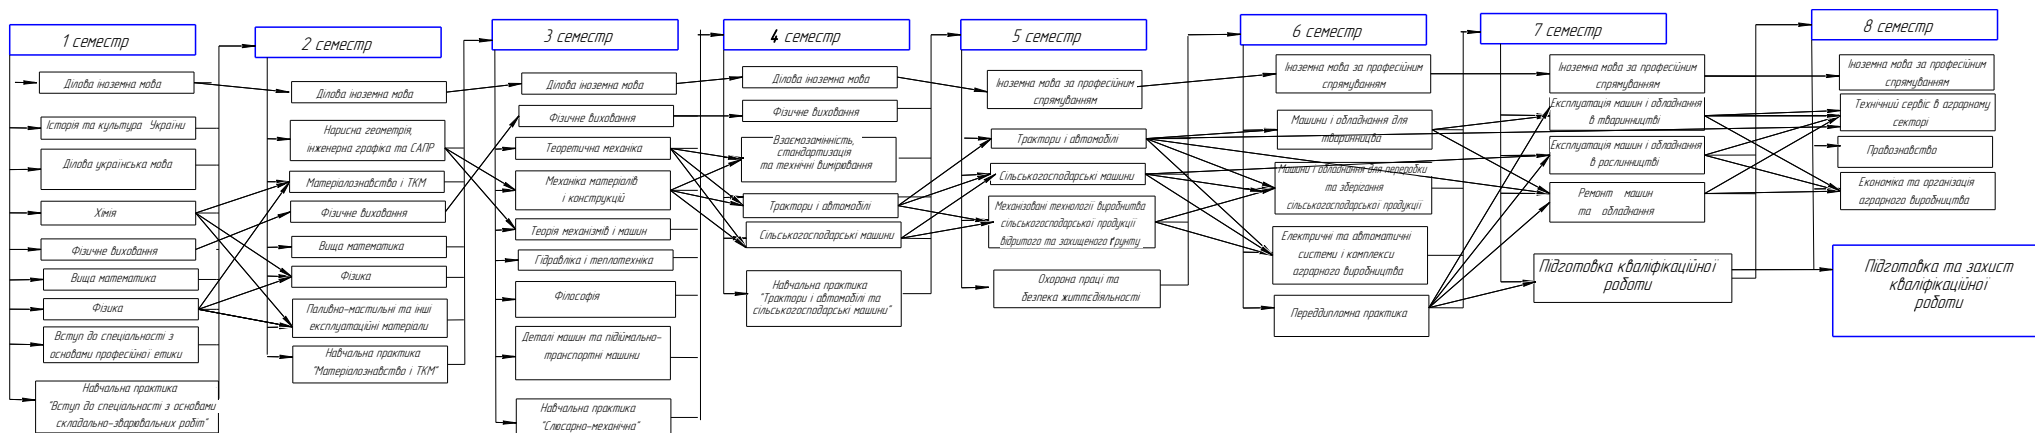 1 семестр
Ділова іноземна мова
Історія та культура України
Ділова українська мова
Хімія
Фізичне виховання
Вища математика
Фізика
Вступ до спеціальності з
основами професійної етики
Навчальна практика
"Вступ до спеціальності з основами
складально-зварювальних робіт"
2 семестр
Ділова іноземна мова
Нарисна геометрія,
інженерна графіка та САПР
Матеріалознавство і ТКМ
Фізичне виховання
Вища математика
Фізика
Паливно-мастильні та інші
експлуатаційні матеріали
Навчальна практика
"Матеріалознавство і ТКМ"
3 семестр
Ділова іноземна мова
Фізичне виховання
Теоретична механіка
Механіка матеріалів
і конструкцій
Теорія механізмів і машин
Гідравліка і теплотехніка
Філософія
Деталі машин та підіймально-
транспортні машини
Навчальна практика
"Слюсарно-механічна"
4 семестр
Ділова іноземна мова
Фізичне виховання
Взаємозамінність,
стандартизація
та технічні вимірювання
Трактори і автомобілі
Сільськогосподарські машини
Навчальна практика
"Трактори і автомобілі та
сільськогосподарські машини"
5 семестр
Іноземна мова за професійним
спрямуванням
Трактори і автомобілі
Сільськогосподарські машини
Механізовані технології виробництва
сільськогосподарської продукції
відритого та захищеного ґрунту
Охорона праці та
безпека життєдіяльності
6 семестр
Іноземна мова за професійним
спрямуванням
Машини і обладнання для
тваринництва
Машини і обладнання для переробки
та зберігання
сільськогосподарської продукції
Електричні та автоматичні
системи і комплекси
аграрного виробництва
Переддипломна практика
7 семестр
Іноземна мова за професійним
спрямуванням
Експлуатація машин і обладнання
в тваринництві
Експлуатація машин і обладнання
в рослинництві
Ремонт машин
та обладнання
Підготовка кваліфікаційної
роботи
8 семестр
Іноземна мова за професійним
спрямуванням
Технічний сервіс в аграрному
секторі
Правознавство
Економіка та організація
аграрного виробництва
Підготовка та захист
кваліфікаційної
роботи